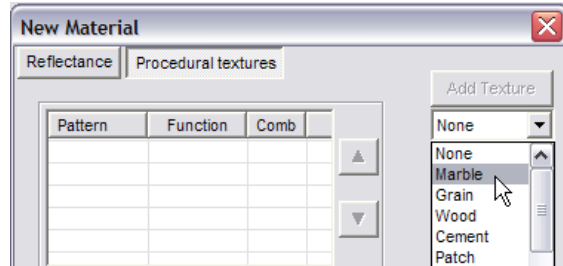 New Material
Reflectance Procedural textures
Add Texture
Pattern Function Comb
None
None
Marble
Grain
Wood
Cement
Patch